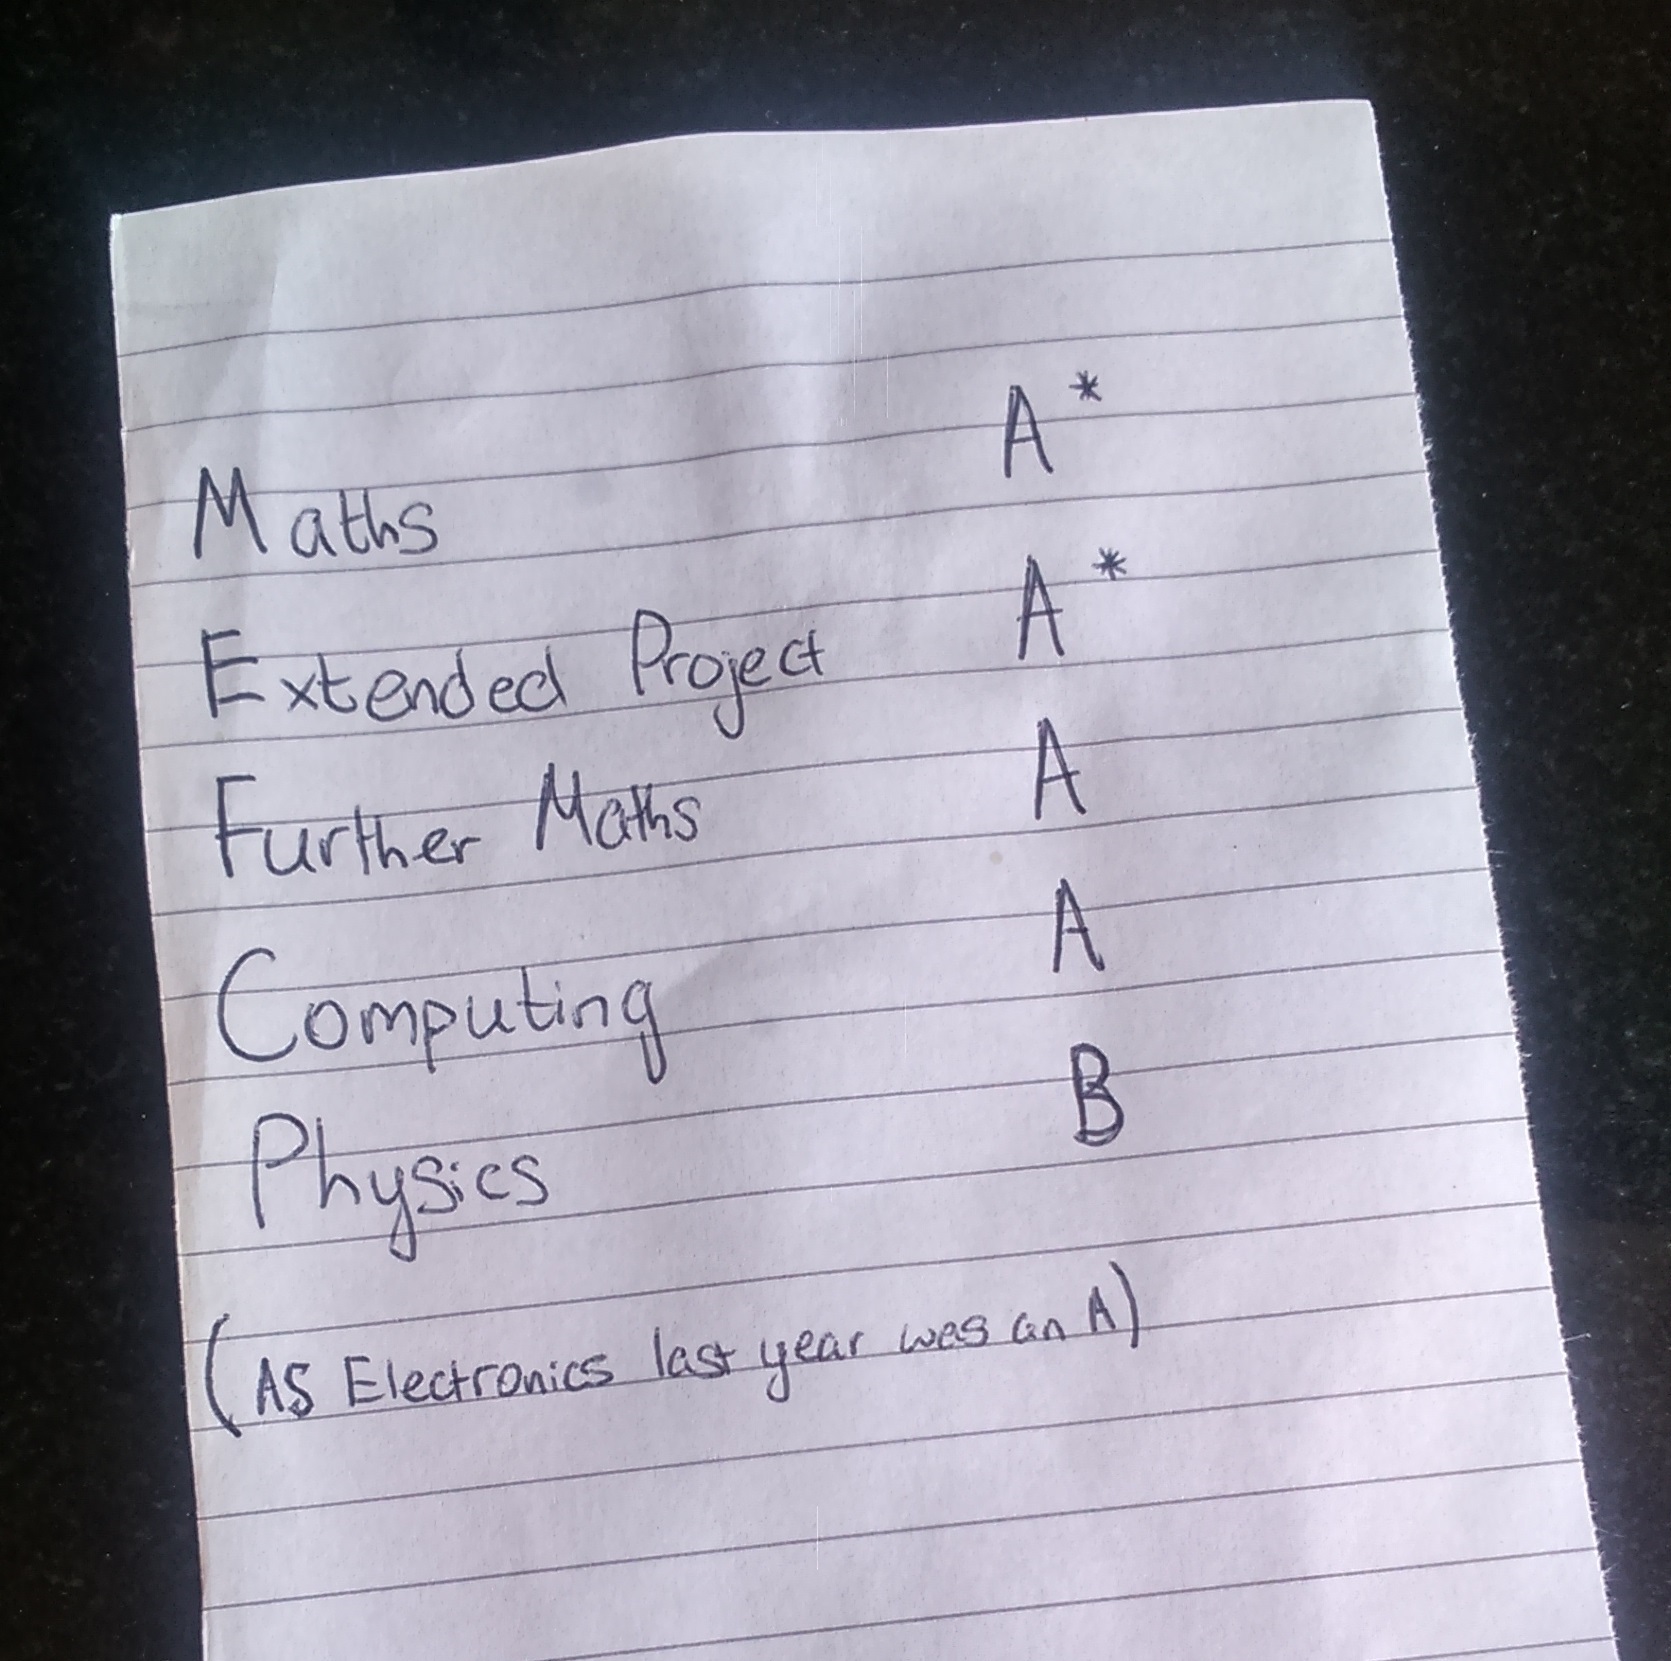 Maths A*
Extended Project A*
Further Maths A
Computing A
Physics B
(AS Electronics last year was an A)